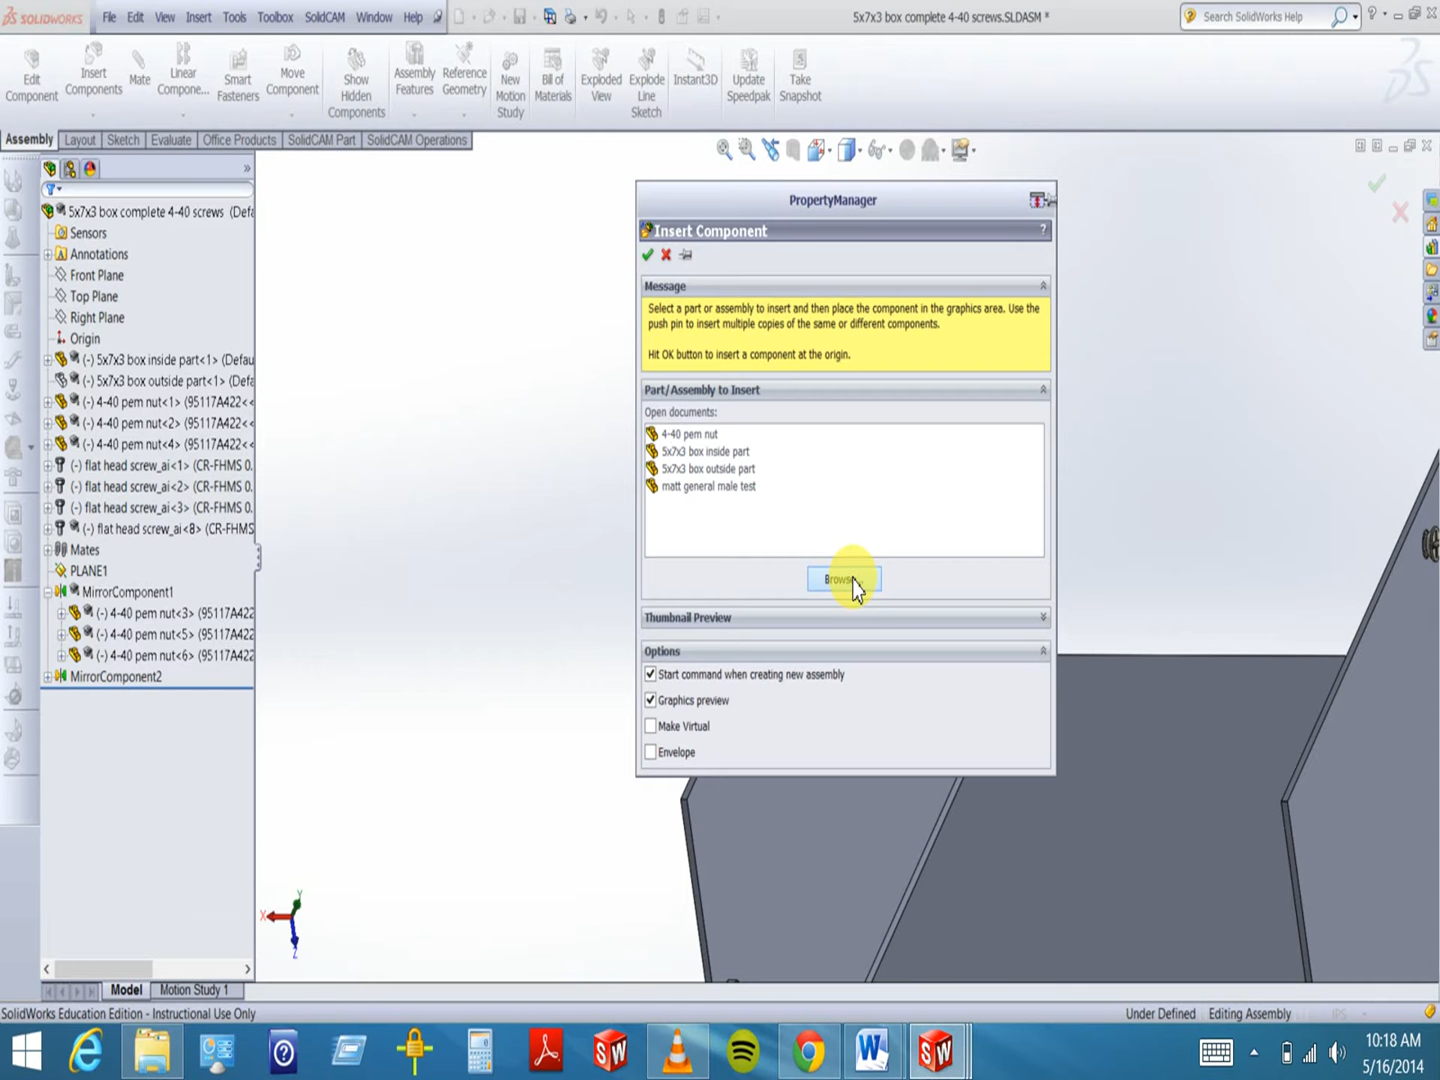 SOLIDWORKS File Edit View Insert Tools Toolbox SolidCAM Window Help 5x7x3 box complete 4-40 screws.SLDASM * Search SolidWorks Help
Edit Component
Insert Components
Mate
Linear Compone...
Smart Fasteners
Move Component
Show Hidden Components
Assembly Features
Reference Geometry
New Motion Study
Bill of Materials
Exploded View
Explode Line Sketch
Instant3D
Update Speedpak
Take Snapshot
Assembly Layout Sketch Evaluate Office Products SolidCAM Part SolidCAM Operations
5x7x3 box complete 4-40 screws (Defa
Sensors
Annotations
Front Plane
Top Plane
Right Plane
Origin
(-) 5x7x3 box inside part<1> (Defau
(-) 5x7x3 box outside part<1> (Defa
(-) 4-40 pem nut<1> (95117A422<<
(-) 4-40 pem nut<2> (95117A422<<
(-) 4-40 pem nut<4> (95117A422<<
(-) flat head screw_ai<1> (CR-FHMS 0.
(-) flat head screw_ai<2> (CR-FHMS 0.
(-) flat head screw_ai<3> (CR-FHMS 0.
(-) flat head screw_ai<8> (CR-FHMS
Mates
PLANE1
MirrorComponent1
(-) 4-40 pem nut<3> (95117A422
(-) 4-40 pem nut<5> (95117A422
(-) 4-40 pem nut<6> (95117A422
MirrorComponent2
PropertyManager
Insert Component ?
Message
Select a part or assembly to insert and then place the component in the graphics area. Use the
push pin to insert multiple copies of the same or different components.
Hit OK button to insert a component at the origin.
Part/Assembly to Insert
Open documents:
4-40 pem nut
5x7x3 box inside part
5x7x3 box outside part
matt general male test
Browse...
Thumbnail Preview
Options
Start command when creating new assembly
Graphics preview
Make Virtual
Envelope
X Y Z
Model Motion Study 1
SolidWorks Education Edition - Instructional Use Only Under Defined Editing Assembly IPS
10:18 AM
5/16/2014